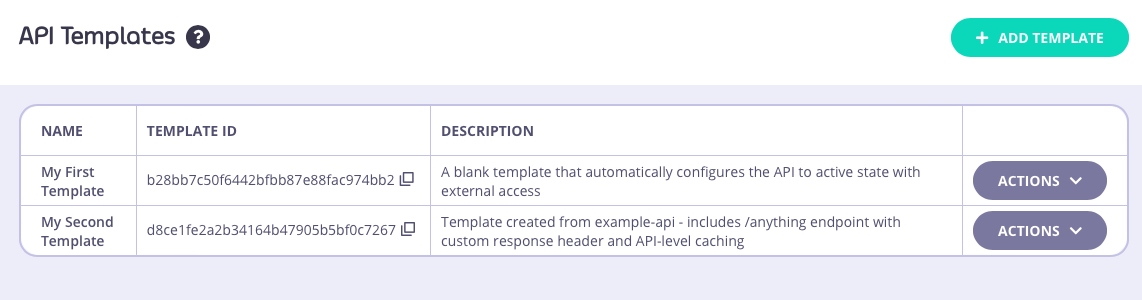 API Templates ?
+ ADD TEMPLATE
NAME TEMPLATE ID DESCRIPTION
My First Template b28bb7c50f6442bfbb87e88fac974bb2 A blank template that automatically configures the API to active state with external access ACTIONS
My Second Template d8ce1fe2a2b34164b47905b5bf0c7267 Template created from example-api - includes /anything endpoint with custom response header and API-level caching ACTIONS